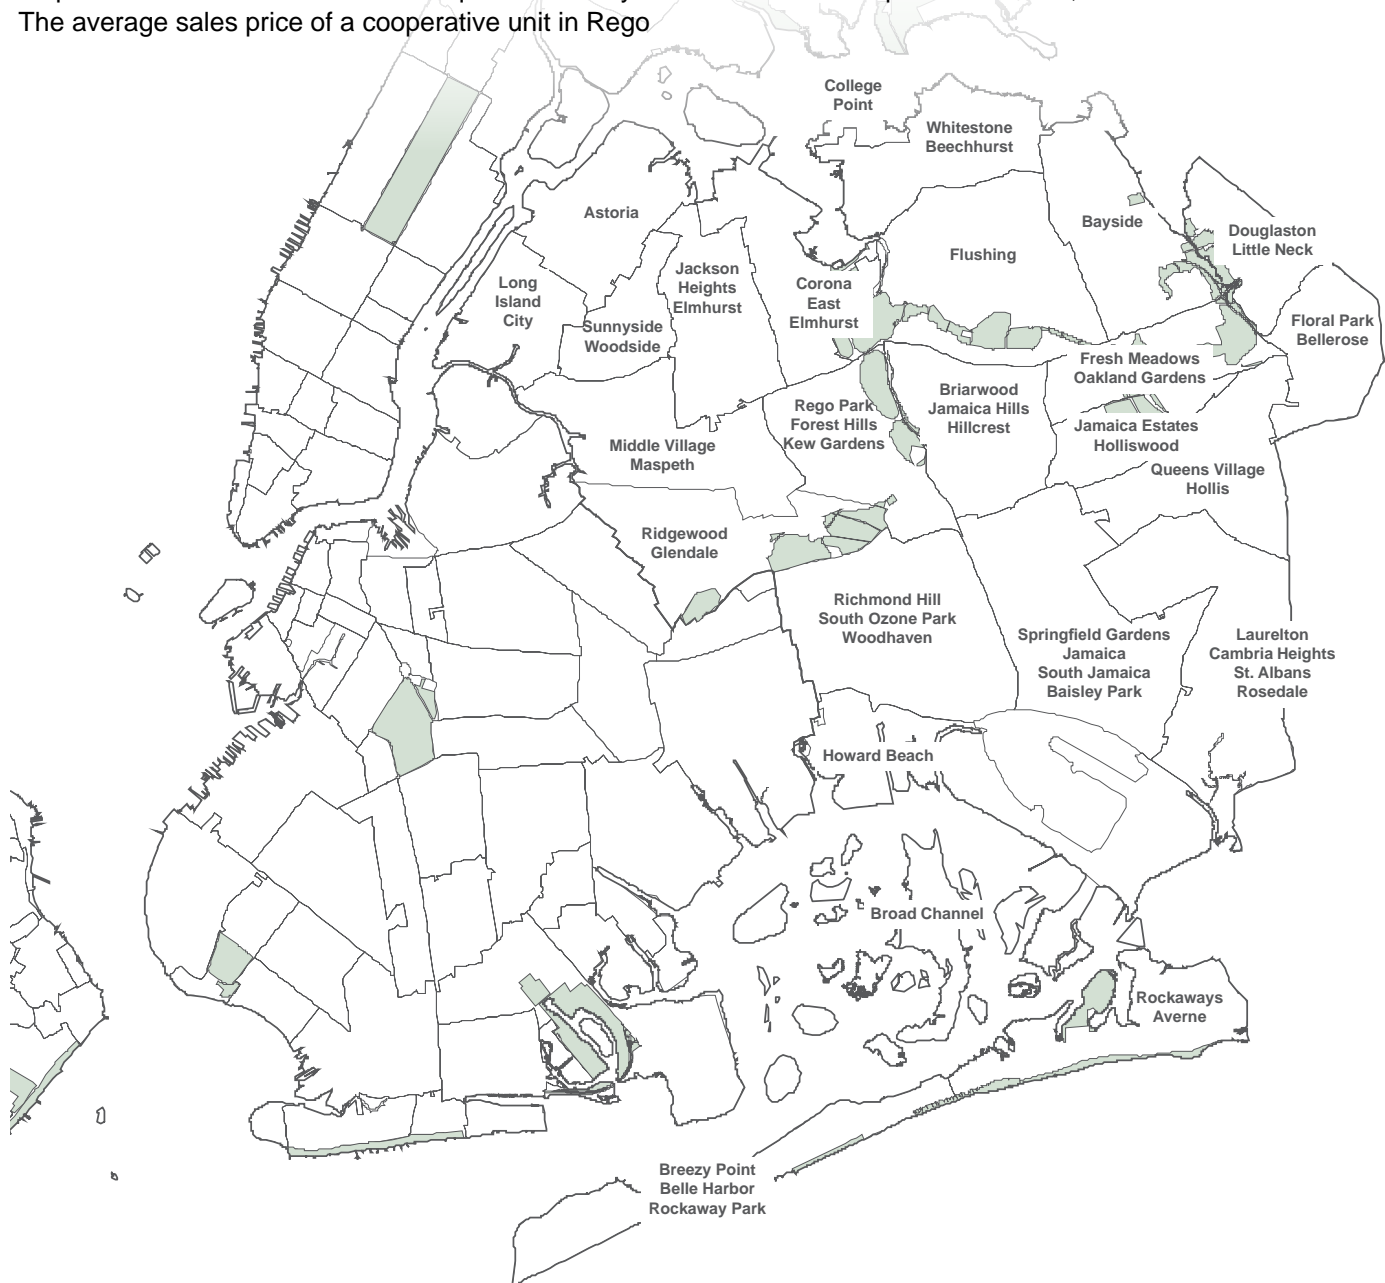 The average sales price of a cooperative unit in Rego
College
Point
Whitestone
Beechhurst
Astoria
Bayside
Douglaston
Little Neck
Flushing
Jackson
Heights
Elmhurst
Long
Island
City
Corona
East
Elmhurst
Sunnyside
Woodside
Floral Park
Bellerose
Fresh Meadows
Oakland Gardens
Briarwood
Jamaica Hills
Hillcrest
Rego Park
Forest Hills
Kew Gardens
Jamaica Estates
Holliswood
Middle Village
Maspeth
Queens Village
Hollis
Ridgewood
Glendale
Richmond Hill
South Ozone Park
Woodhaven
Springfield Gardens
Jamaica
South Jamaica
Baisley Park
Laurelton
Cambria Heights
St. Albans
Rosedale
Howard Beach
Broad Channel
Rockaways
Averne
Breezy Point
Belle Harbor
Rockaway Park